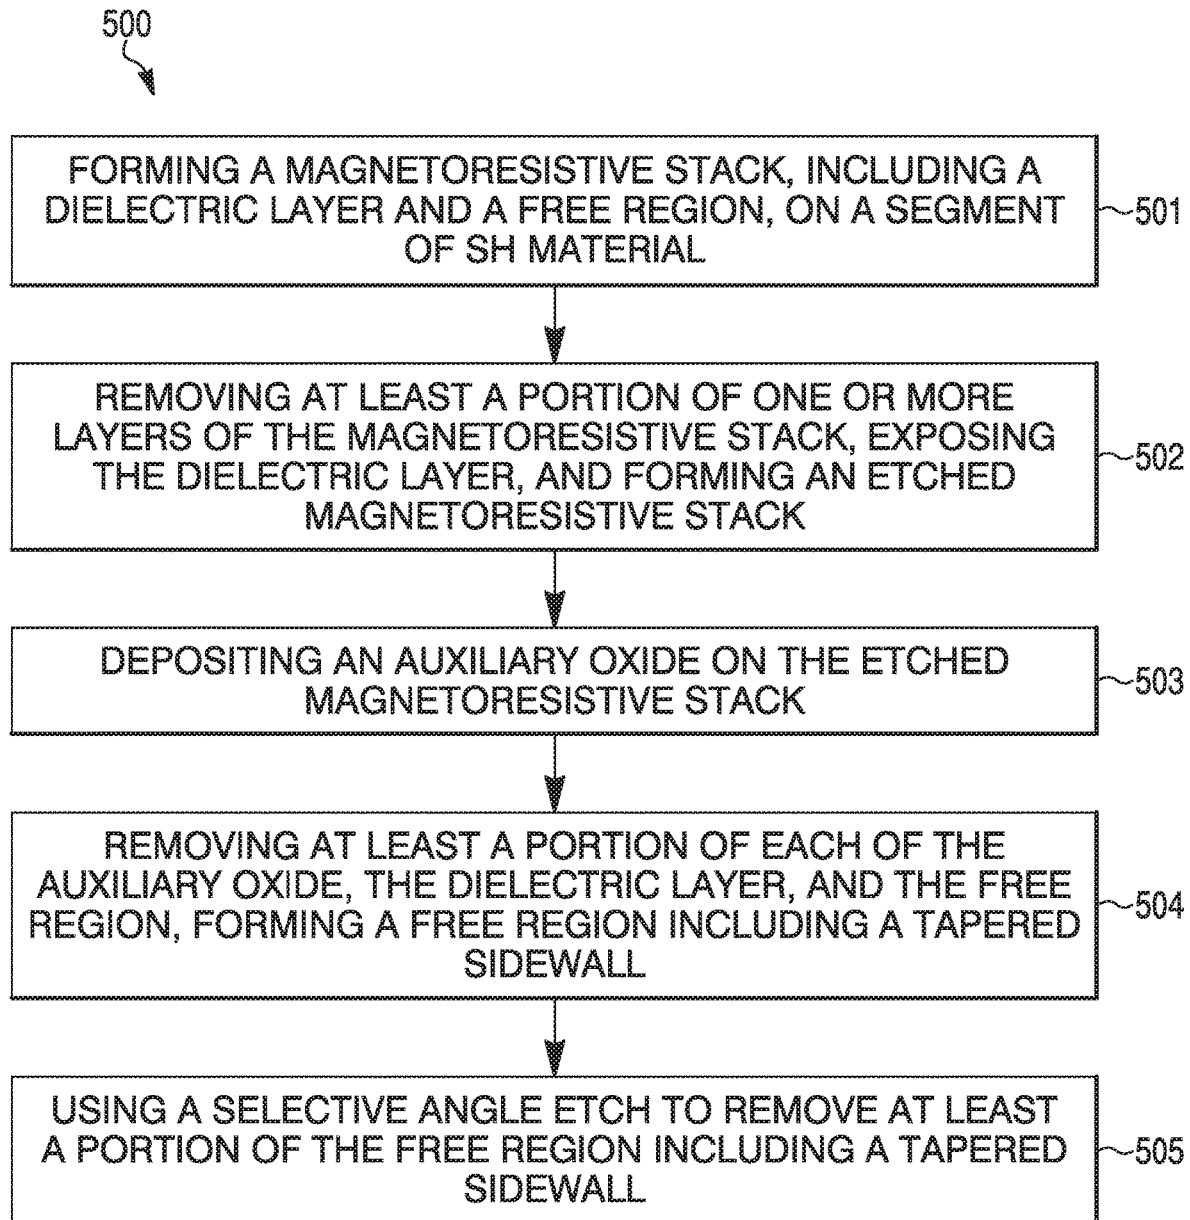 500
FORMING A MAGNETORESISTIVE STACK, INCLUDING A
DIELECTRIC LAYER AND A FREE REGION, ON A SEGMENT
OF SH MATERIAL
501
REMOVING AT LEAST A PORTION OF ONE OR MORE
LAYERS OF THE MAGNETORESISTIVE STACK, EXPOSING
THE DIELECTRIC LAYER, AND FORMING AN ETCHED
MAGNETORESISTIVE STACK
502
DEPOSITING AN AUXILIARY OXIDE ON THE ETCHED
MAGNETORESISTIVE STACK
503
REMOVING AT LEAST A PORTION OF EACH OF THE
AUXILIARY OXIDE, THE DIELECTRIC LAYER, AND THE FREE
REGION, FORMING A FREE REGION INCLUDING A TAPERED
SIDEWALL
504
USING A SELECTIVE ANGLE ETCH TO REMOVE AT LEAST
A PORTION OF THE FREE REGION INCLUDING A TAPERED
SIDEWALL
505